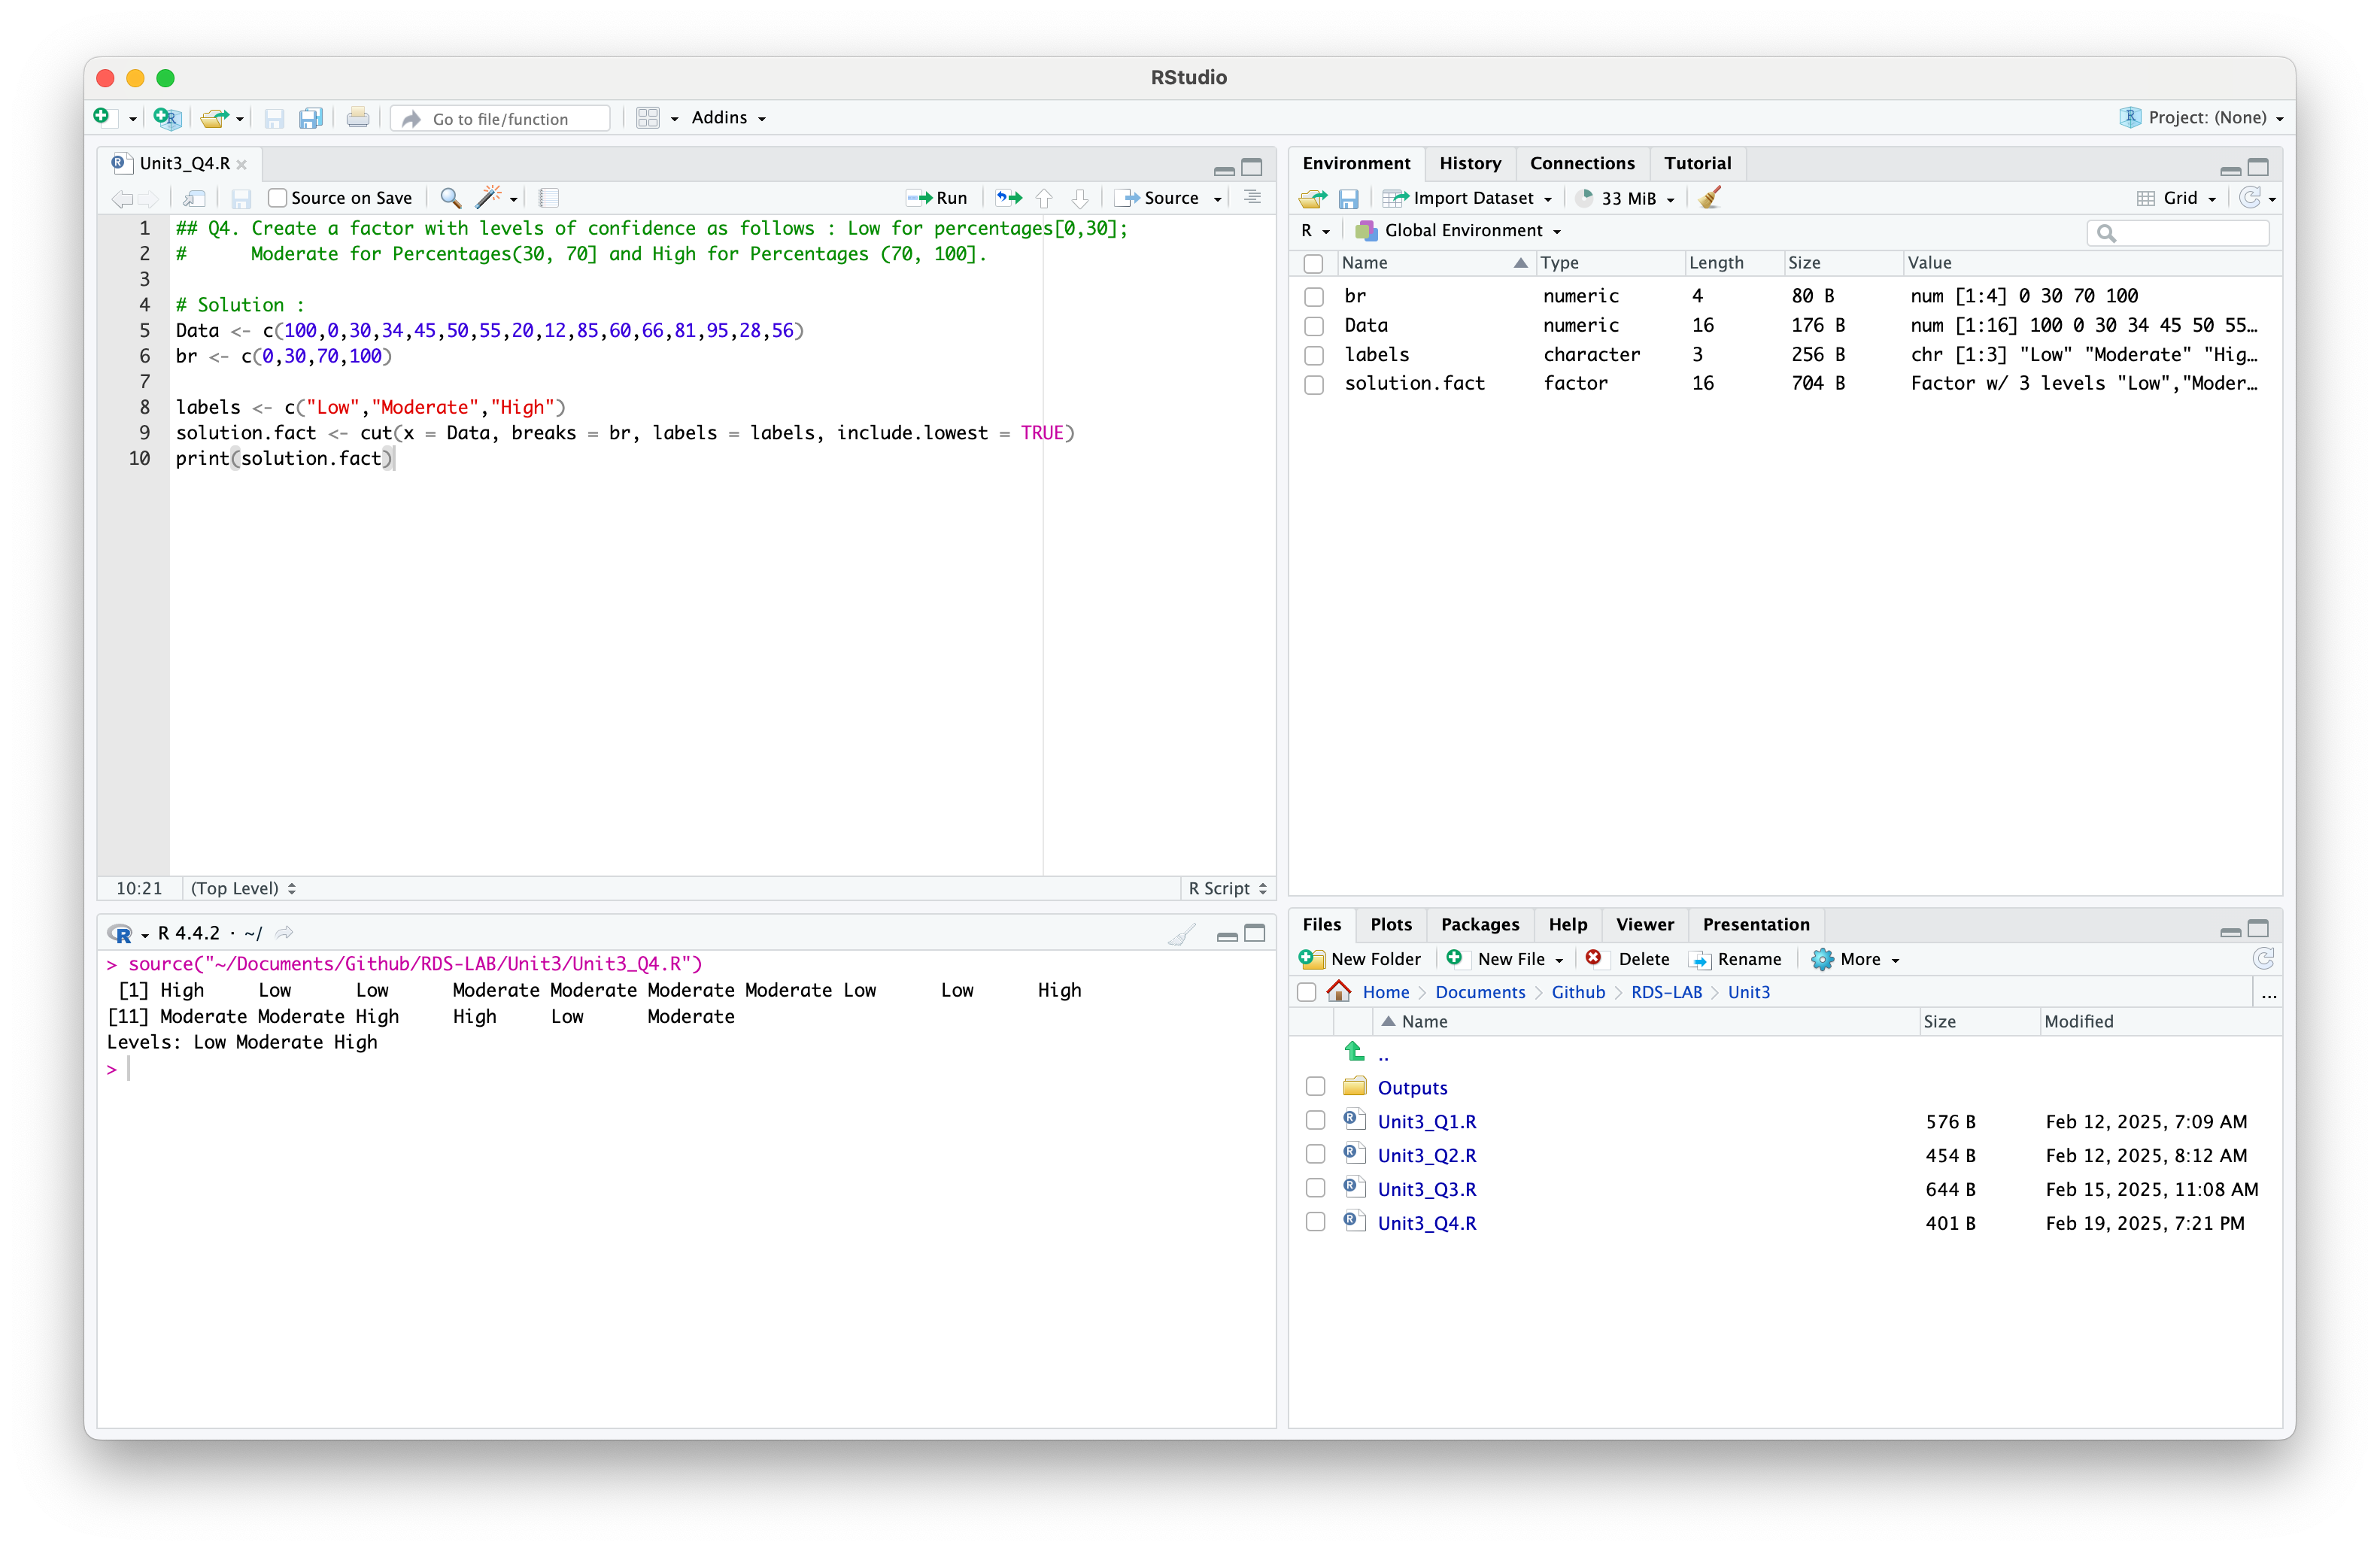 RStudio
Go to file/function
Addins
Project: (None)
Unit3_Q4.R
Source on Save
Run
Source
1 ## Q4. Create a factor with levels of confidence as follows : Low for percentages[0,30];
2 #      Moderate for Percentages(30, 70] and High for Percentages (70, 100].
3
4 # Solution :
5 Data <- c(100,0,30,34,45,50,55,20,12,85,60,66,81,95,28,56)
6 br <- c(0,30,70,100)
7
8 labels <- c("Low","Moderate","High")
9 solution.fact <- cut(x = Data, breaks = br, labels = labels, include.lowest = TRUE)
10 print(solution.fact)
10:21 (Top Level) R Script
R 4.4.2 · ~/
> source("~/Documents/Github/RDS-LAB/Unit3/Unit3_Q4.R")
[1] High Low Low Moderate Moderate Moderate Moderate Low Low High
[11] Moderate Moderate High High Low Moderate
Levels: Low Moderate High
>
Environment History Connections Tutorial
Import Dataset 33 MiB Grid
R Global Environment
Name Type Length Size Value
br numeric 4 80 B num [1:4] 0 30 70 100
Data numeric 16 176 B num [1:16] 100 0 30 34 45 50 55…
labels character 3 256 B chr [1:3] "Low" "Moderate" "Hig…
solution.fact factor 16 704 B Factor w/ 3 levels "Low","Moder…
Files Plots Packages Help Viewer Presentation
New Folder New File Delete Rename More
Home Documents Github RDS-LAB Unit3 ...
Name Size Modified
..
Outputs
Unit3_Q1.R 576 B Feb 12, 2025, 7:09 AM
Unit3_Q2.R 454 B Feb 12, 2025, 8:12 AM
Unit3_Q3.R 644 B Feb 15, 2025, 11:08 AM
Unit3_Q4.R 401 B Feb 19, 2025, 7:21 PM